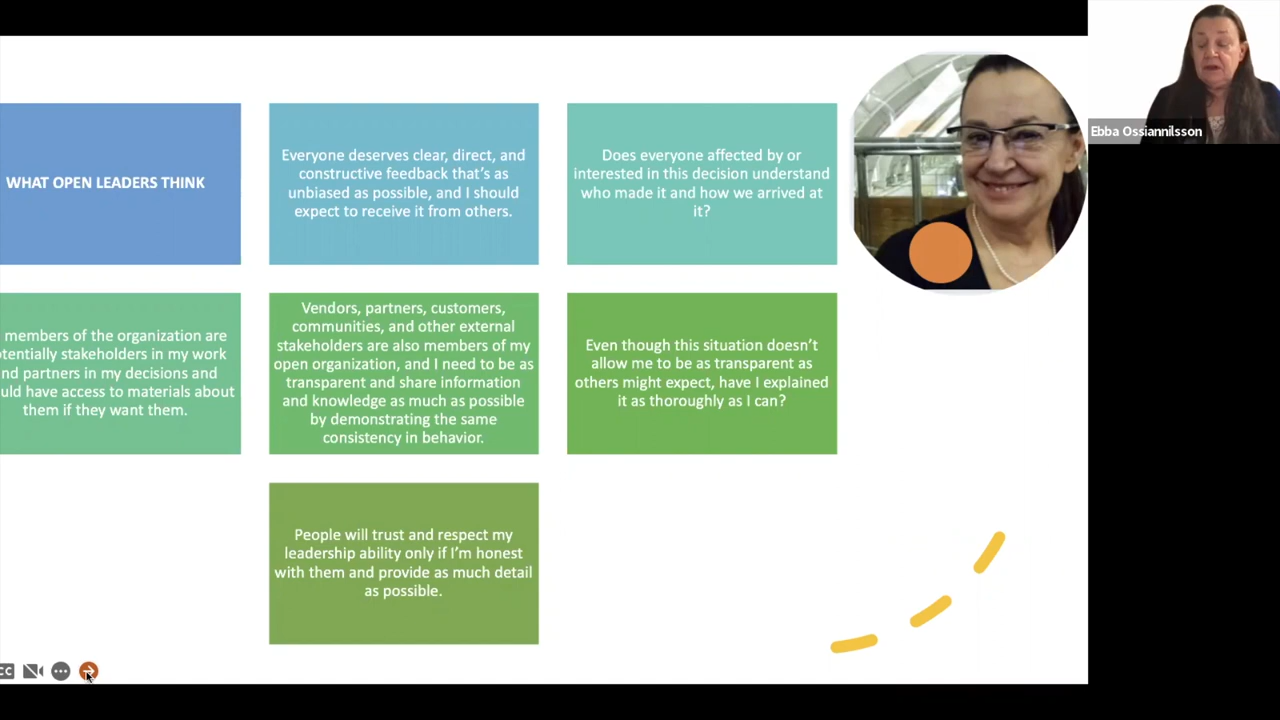 WHAT OPEN LEADERS THINK
Everyone deserves clear, direct, and
constructive feedback that's as
unbiased as possible, and I should
expect to receive it from others.
Does everyone affected by or
interested in this decision understand
who made it and how we arrived at
it?
members of the organization are
stakeholders in my work
partners in my decisions and
have access to materials about
them if they want them.
Vendors, partners, customers,
communities, and other external
stakeholders are also members of my
open organization, and I need to be as
transparent and share information
and knowledge as much as possible
by demonstrating the same
consistency in behavior.
Even though this situation doesn't
allow me to be as transparent as
others might expect, have I explained
it as thoroughly as I can?
People will trust and respect my
leadership ability only if I'm honest
with them and provide as much detail
as possible.
Ebba Ossiannilsson